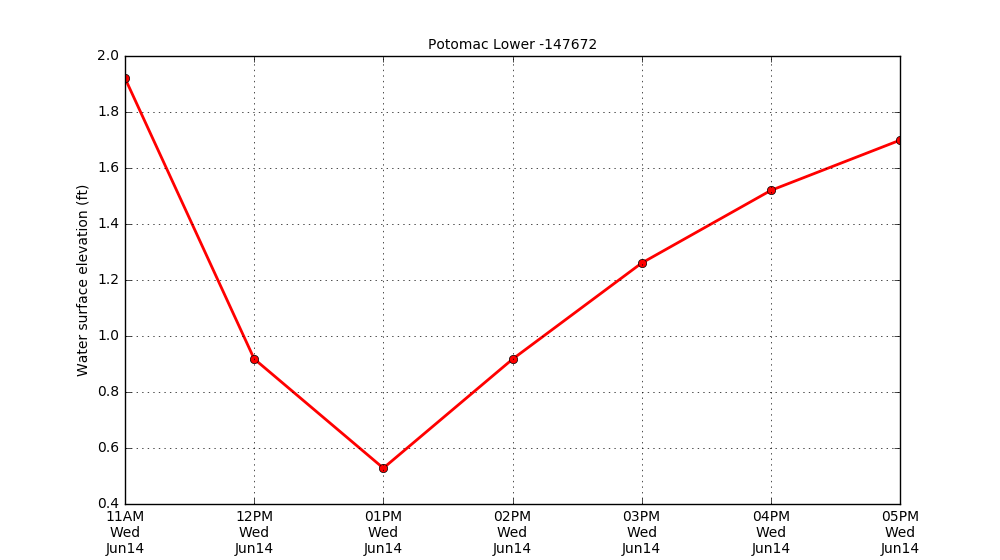 Potomac Lower -147672
Water surface elevation (ft)
2.0
1.8
1.6
1.4
1.2
1.0
0.8
0.6
0.4
11AM
Wed
Jun14
12PM
Wed
Jun14
01PM
Wed
Jun14
02PM
Wed
Jun14
03PM
Wed
Jun14
04PM
Wed
Jun14
05PM
Wed
Jun14